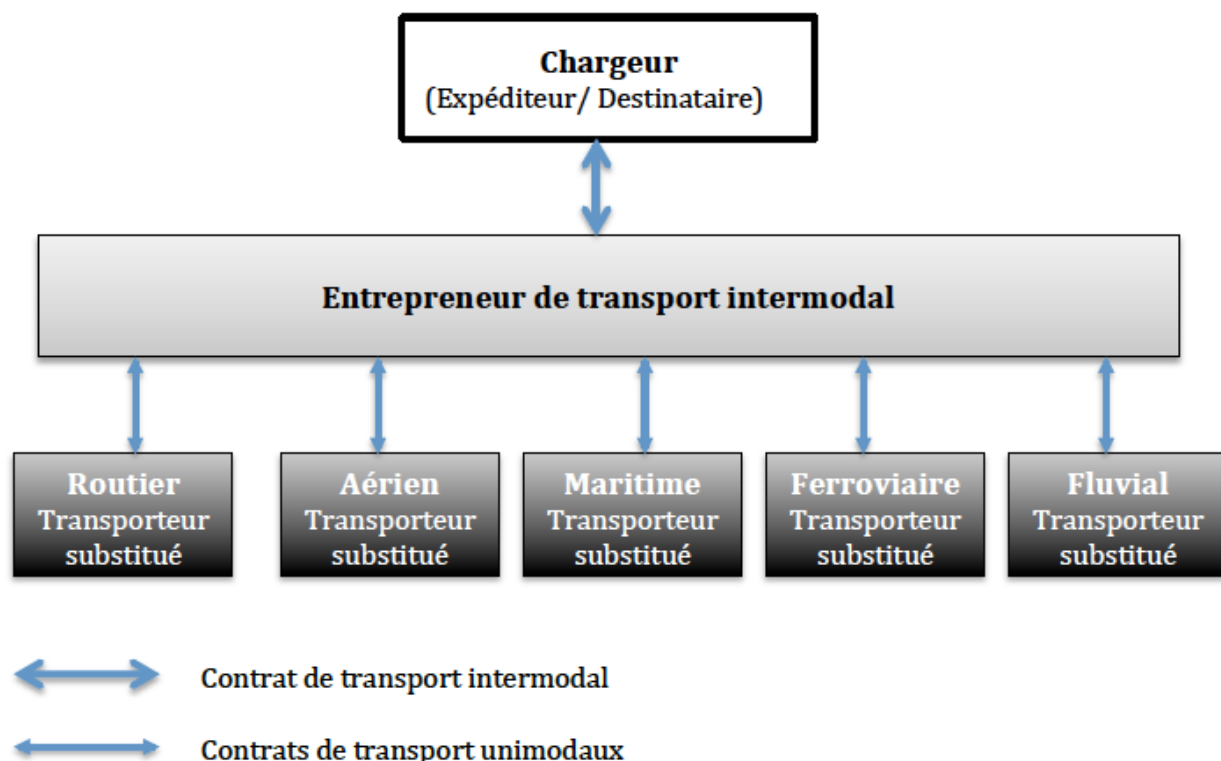 Chargeur
(Expéditeur/ Destinataire)
Entrepreneur de transport intermodal
Routier
Transporteur
substitué
Aérien
Transporteur
substitué
Maritime
Transporteur
substitué
Ferroviaire
Transporteur
substitué
Fluvial
Transporteur
substitué
Contrat de transport intermodal
Contrats de transport unimodaux